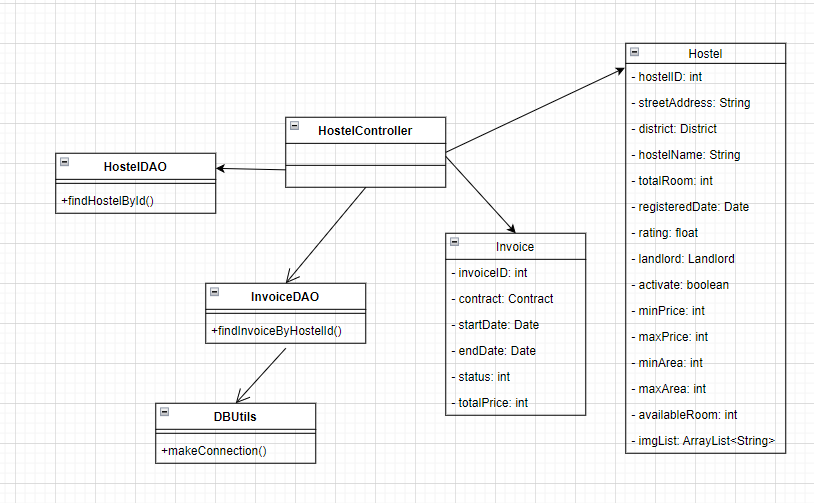 HostelController
HostelDAO
+findHostelById()
InvoiceDAO
+findInvoiceByHostelId()
DBUtils
+makeConnection()
Invoice
- invoiceID: int
- contract: Contract
- startDate: Date
- endDate: Date
- status: int
- totalPrice: int
Hostel
- hostelID: int
- streetAddress: String
- district: District
- hostelName: String
- totalRoom: int
- registeredDate: Date
- rating: float
- landlord: Landlord
- activate: boolean
- minPrice: int
- maxPrice: int
- minArea: int
- maxArea: int
- availableRoom: int
- imgList: ArrayList<String>